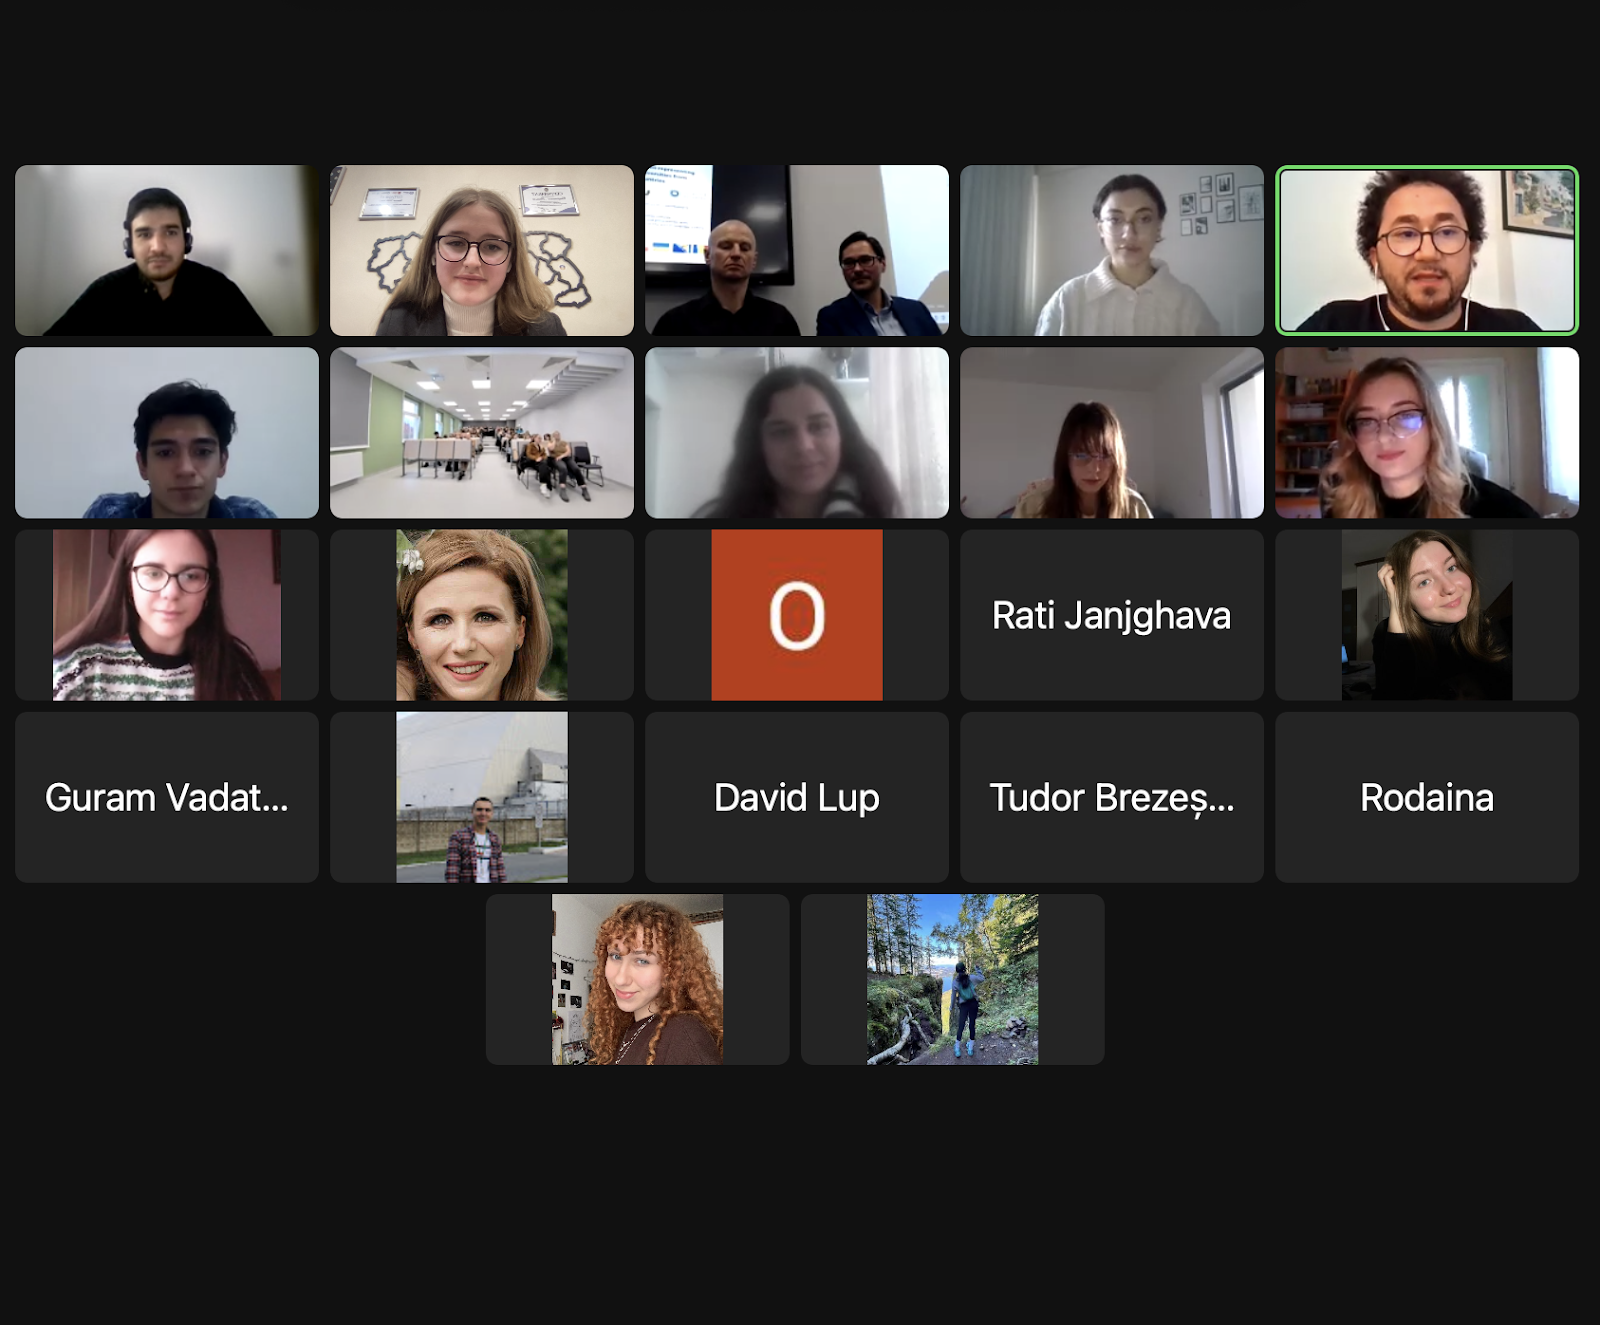 O
Rati Janjghava
Guram Vadat...
David Lup
Tudor Brezeș...
Rodaina